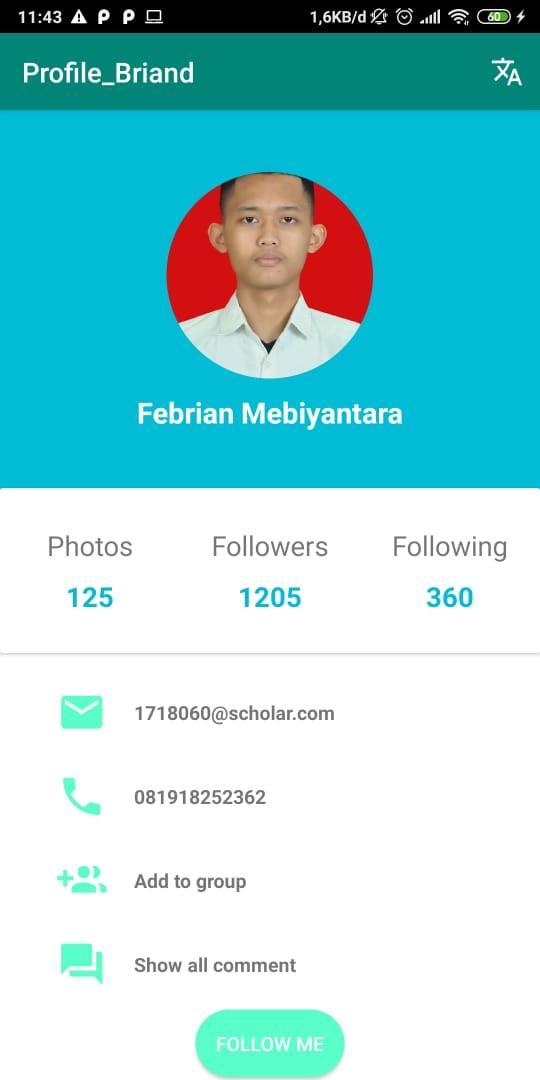 11:43 1,6KB/d 60
Profile_Briand
Febrian Mebiyantara
Photos Followers Following
125 1205 360
1718060@scholar.com
081918252362
Add to group
Show all comment
FOLLOW ME